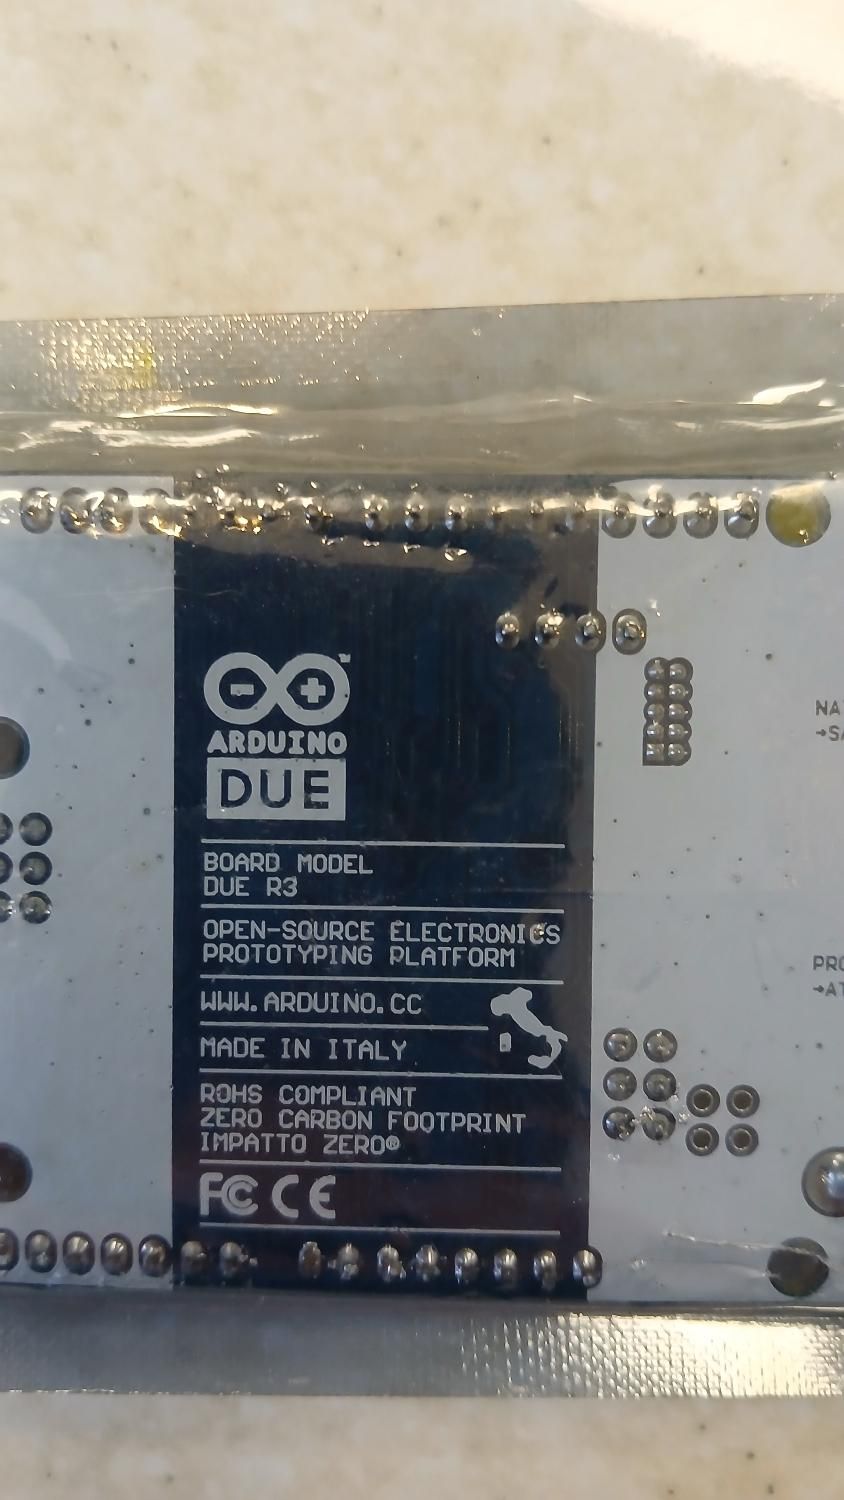 ARDUINO
DUE
BOARD MODEL
DUE R3
OPEN-SOURCE ELECTRONICS
PROTOTYPING PLATFORM
WWW.ARDUINO.CC
MADE IN ITALY
ROHS COMPLIANT
ZERO CARBON FOOTPRINT
IMPATTO ZERO®
FC CE